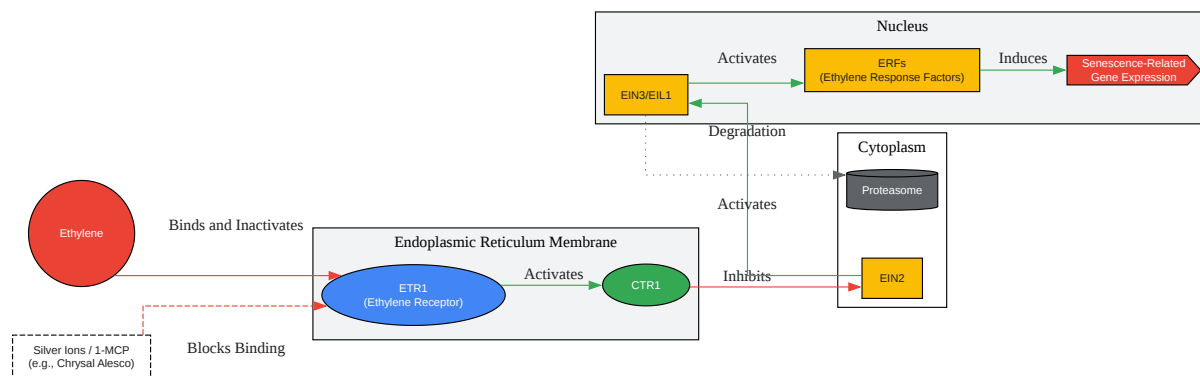 Nucleus
Activates
ERFs
(Ethylene Response Factors)
Induces
Senescence-Related
Gene Expression
EIN3/EIL1
Degradation
Cytoplasm
Proteasome
Activates
Ethylene
Binds and Inactivates
Endoplasmic Reticulum Membrane
ETR1
(Ethylene Receptor)
Activates
CTR1
Inhibits
EIN2
Silver Ions / 1-MCP
(e.g., Chrysal Alesco)
Blocks Binding